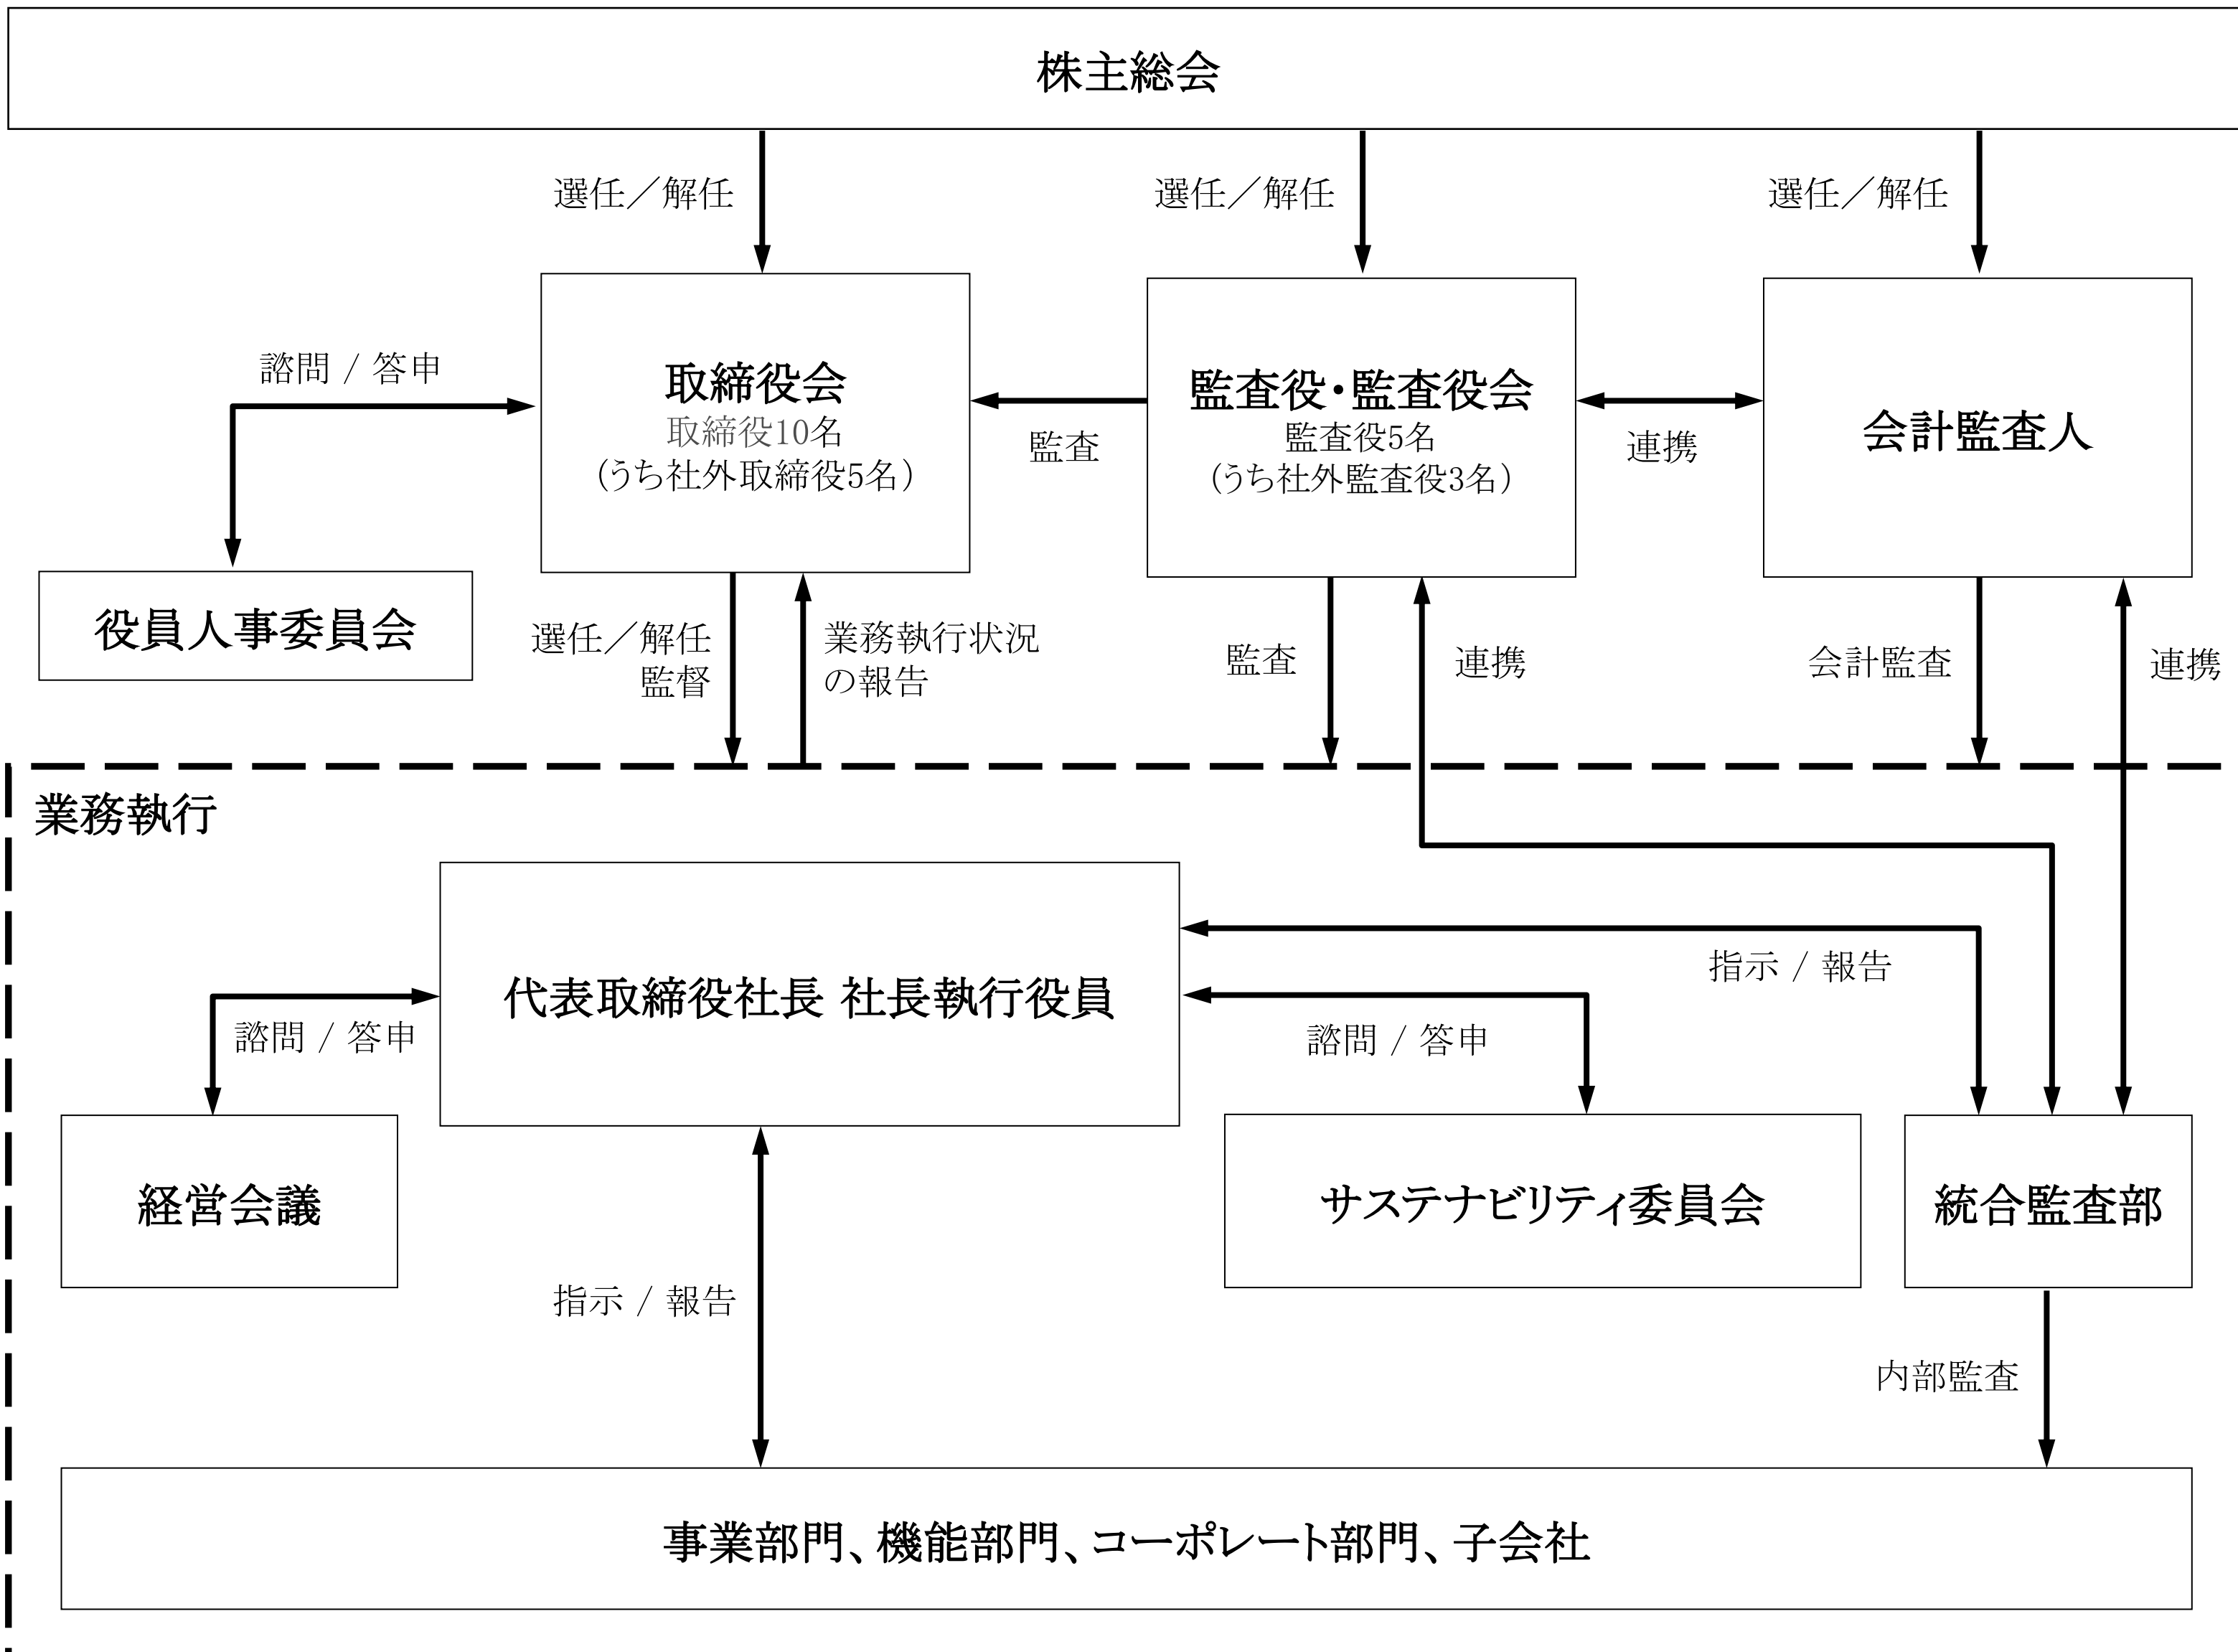 株主総会
選任／解任
選任／解任
選任／解任
諮問 / 答申
取締役会
取締役10名
（うち社外取締役5名）
監査
監査役・監査役会
監査役5名
（うち社外監査役3名）
連携
会計監査人
役員人事委員会
選任／解任
監督
業務執行状況
の報告
監査
連携
会計監査
連携
業務執行
代表取締役社長 社長執行役員
指示 / 報告
諮問 / 答申
諮問 / 答申
経営会議
サステナビリティ委員会
統合監査部
指示 / 報告
内部監査
事業部門、機能部門、コーポレート部門、子会社